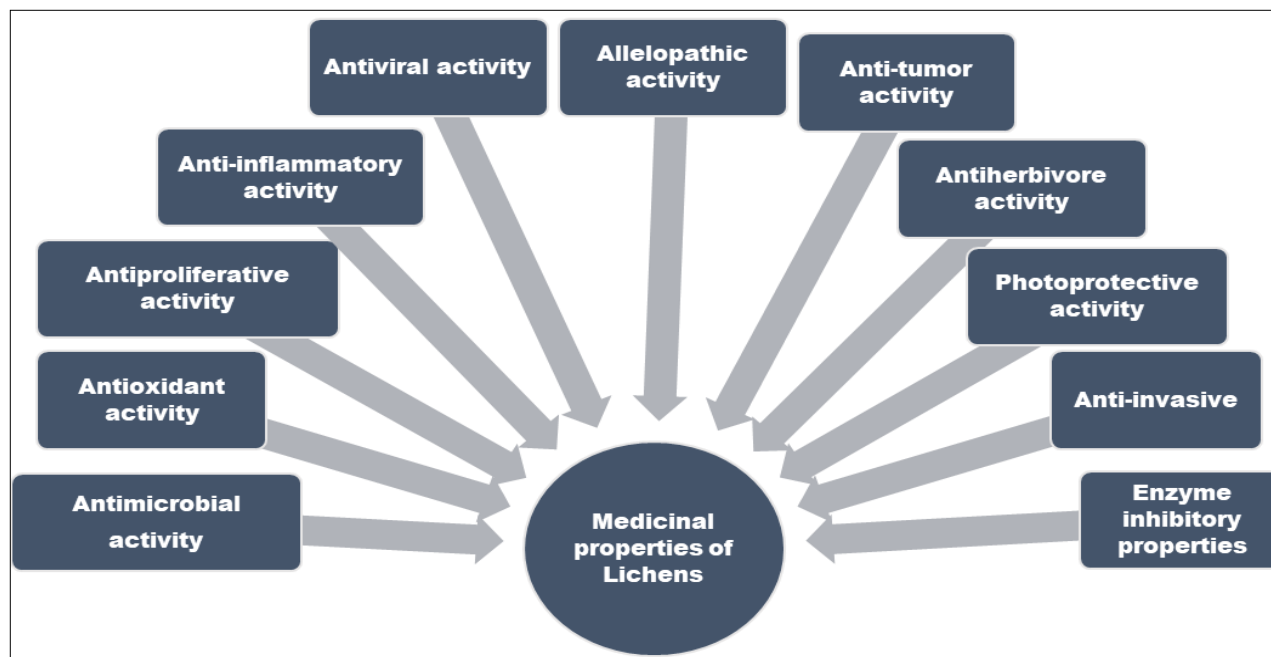 Antiviral activity
Allelopathic
activity
Anti-tumor
activity
Anti-inflammatory
activity
Antiherbivore
activity
Antiproliferative
activity
Photoprotective
activity
Antioxidant
activity
Anti-invasive
Antimicrobial
activity
Enzyme
inhibitory
properties
Medicinal
properties of
Lichens